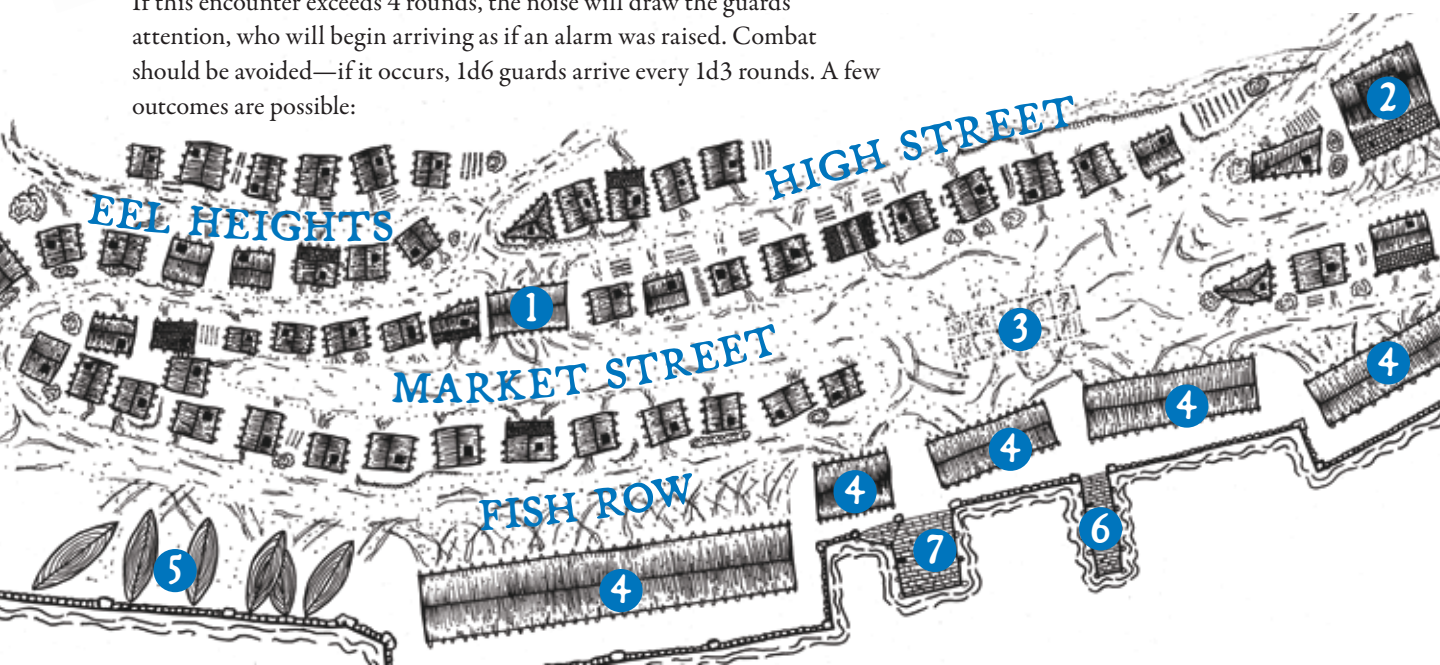 If this encounter exceeds 4 rounds, the noise will draw the guards
attention, who will begin arriving as if an alarm was raised. Combat
should be avoided—if it occurs, 1d6 guards arrive every 1d3 rounds. A few
outcomes are possible:
2
HIGH STREET
EEL HEIGHTS
1
3
MARKET STREET
4
4
4
4
FISH ROW
6
7
5
4